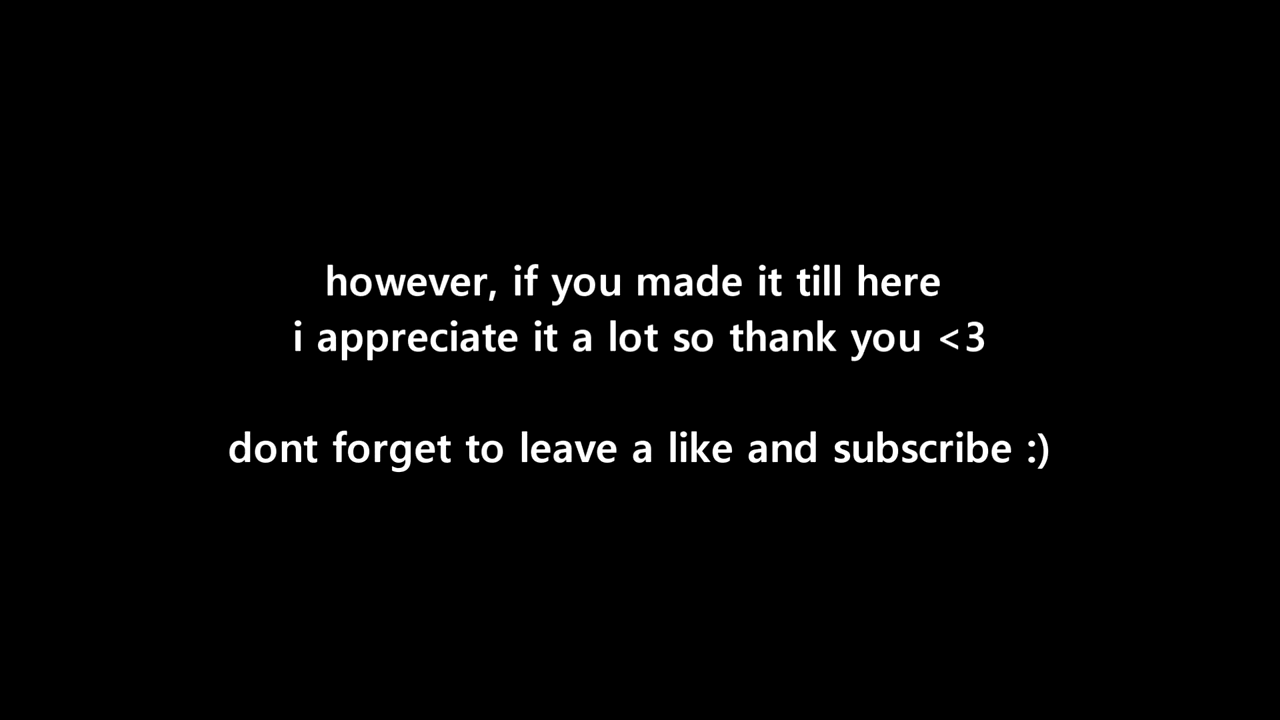 however, if you made it till here
i appreciate it a lot so thank you <3
dont forget to leave a like and subscribe :)